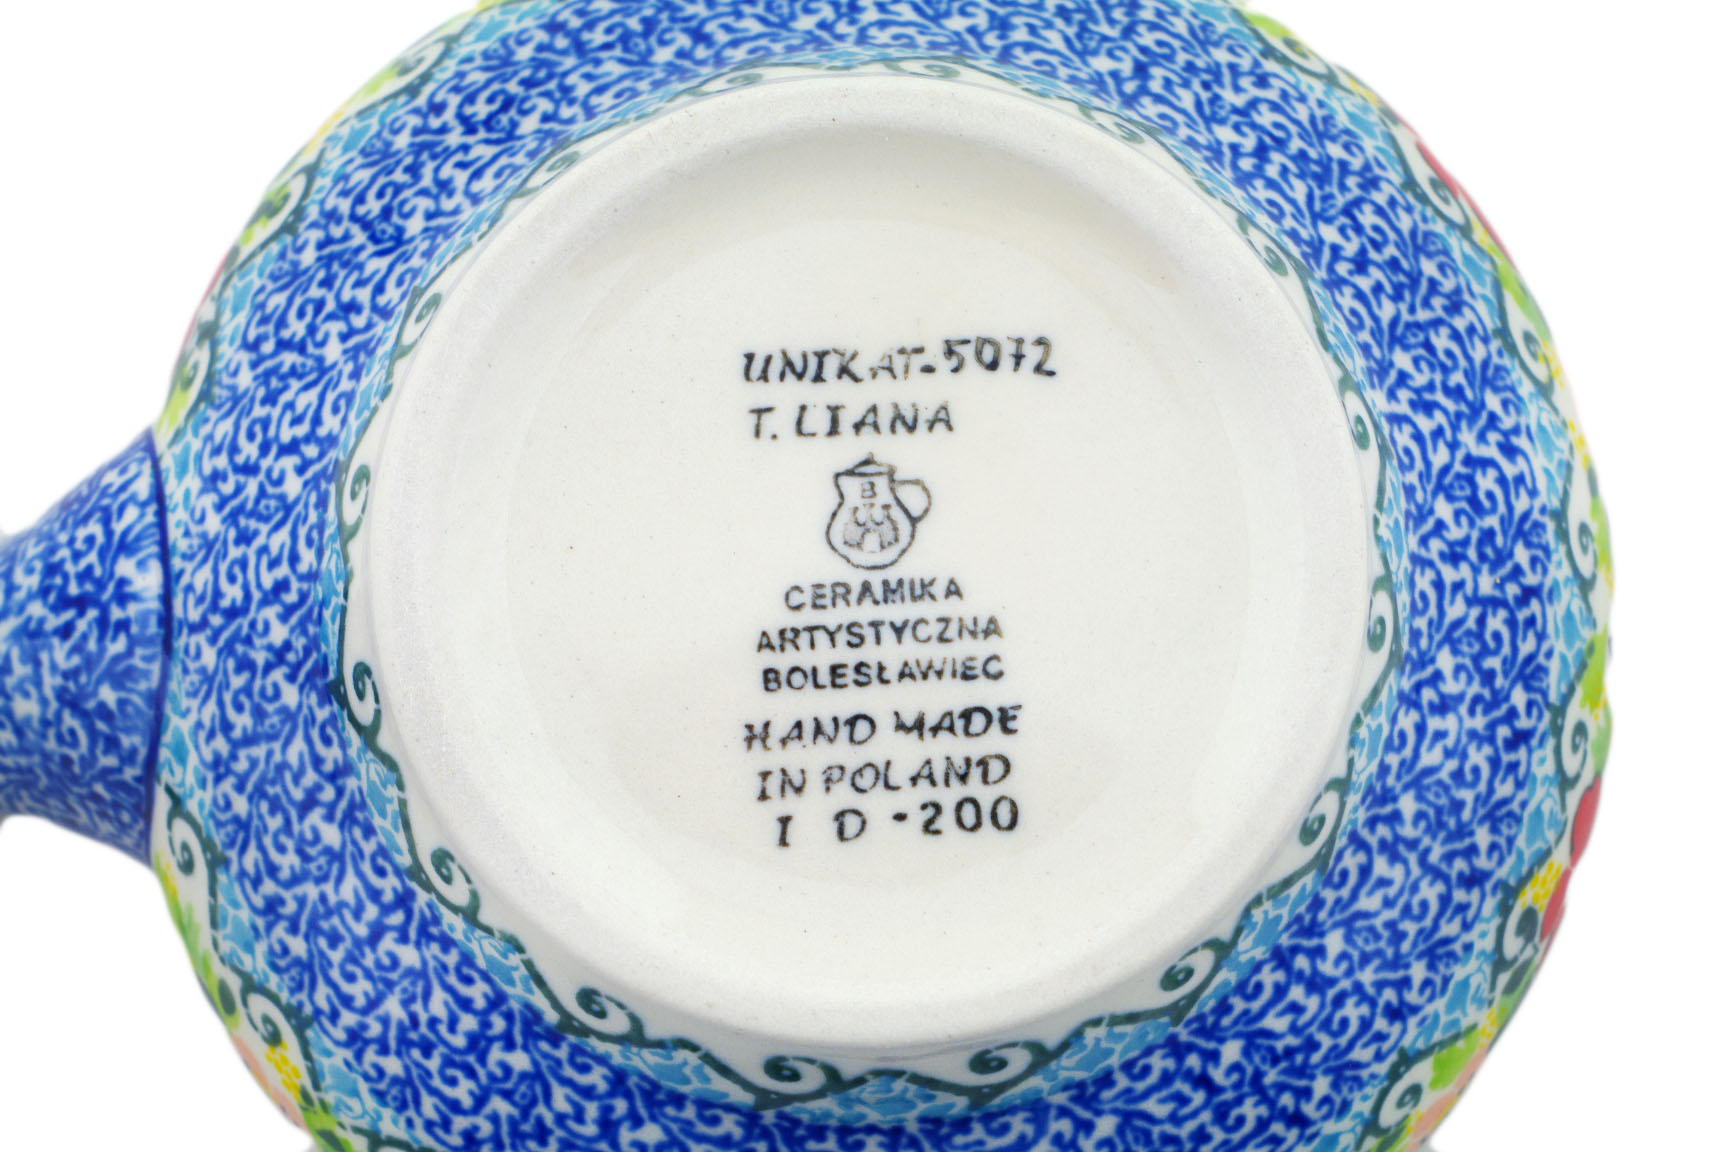 UNIKAT-5072
T. LIANA
B
CERAMIKA
ARTYSTYCZNA
BOLESŁAWIEC
HAND MADE
IN POLAND
I D -200